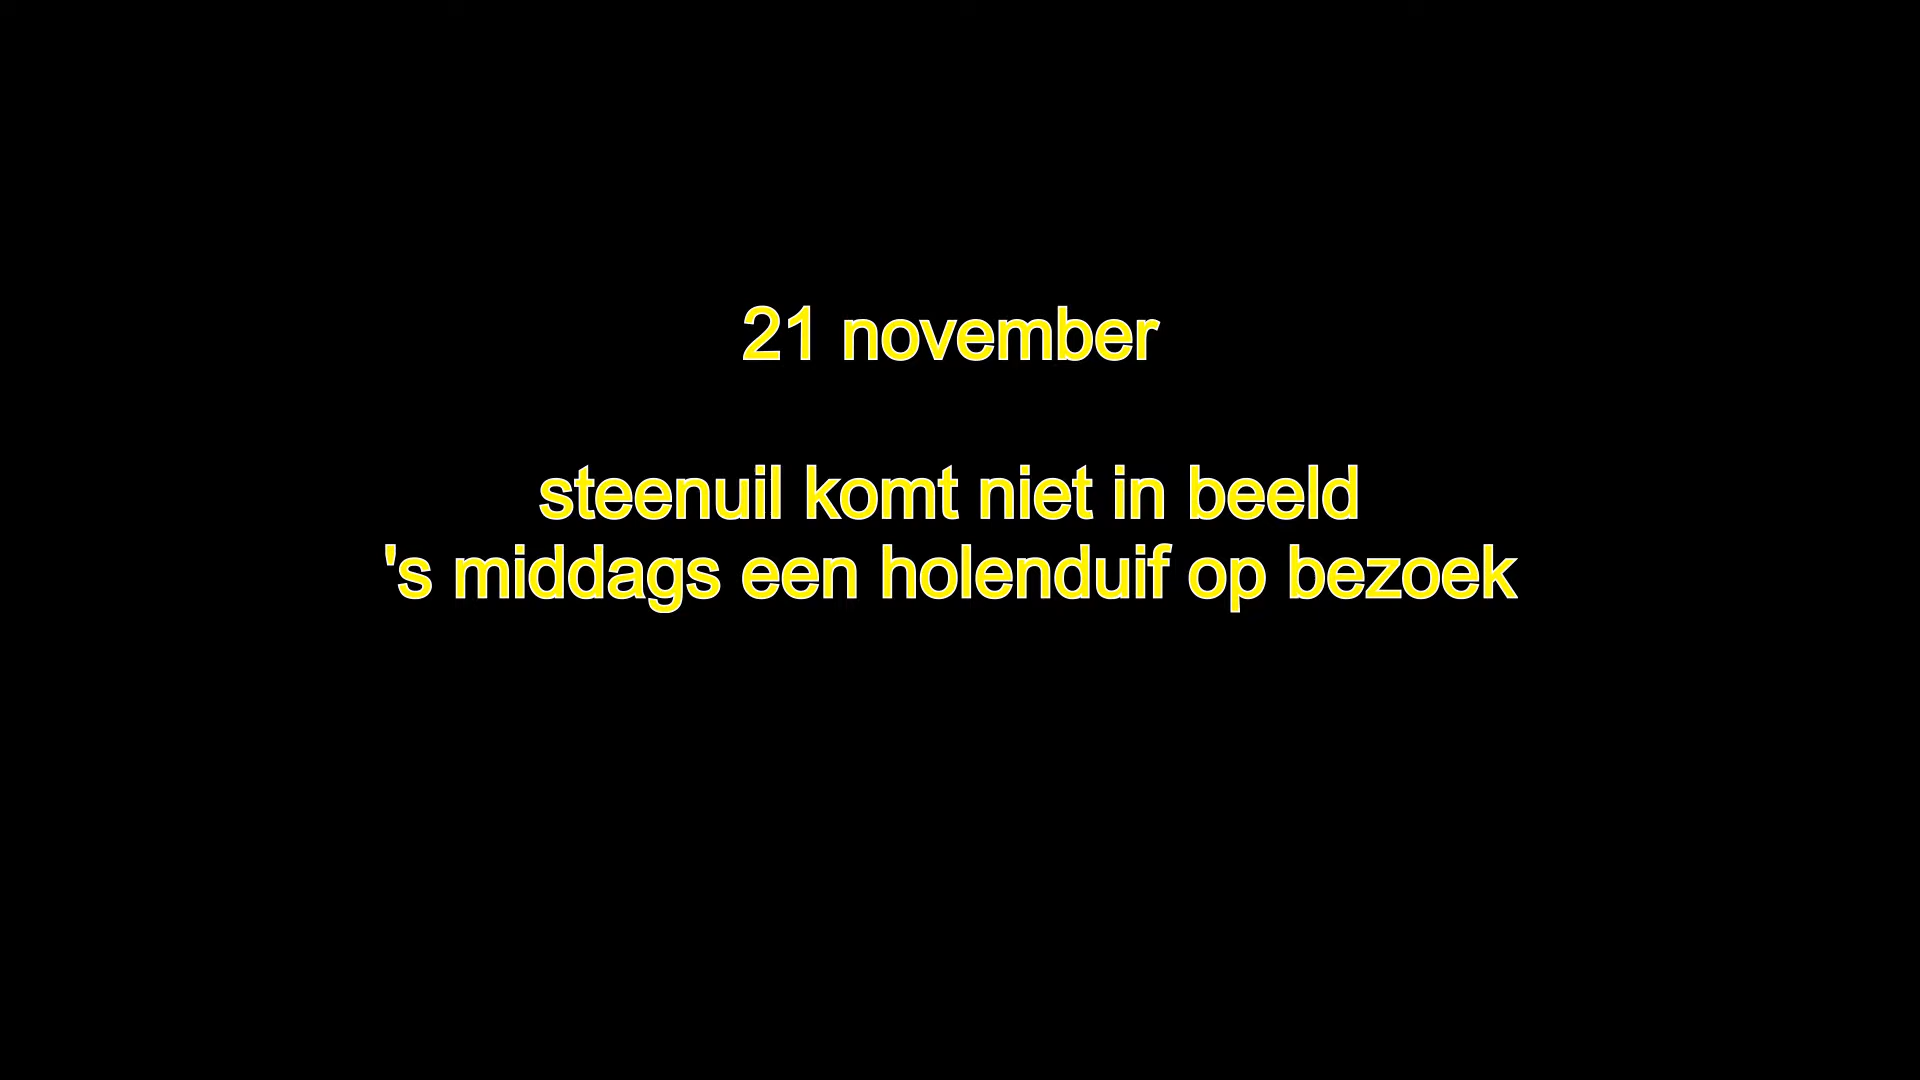 21 november
steenuil komt niet in beeld
's middags een holenduif op bezoek